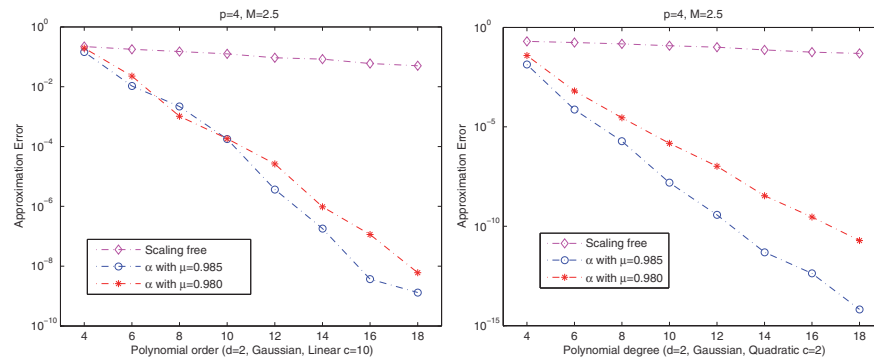 p=4, M=2.5
Approximation Error
10^0
10^−2
10^−4
10^−6
10^−8
10^−10
4 6 8 10 12 14 16 18
Polynomial order (d=2, Gaussian, Linear c=10)
Scaling free
α with μ=0.985
α with μ=0.980
p=4, M=2.5
Approximation Error
10^0
10^−5
10^−10
10^−15
4 6 8 10 12 14 16 18
Polynomial degree (d=2, Gaussian, Quadratic c=2)
Scaling free
α with μ=0.985
α with μ=0.980